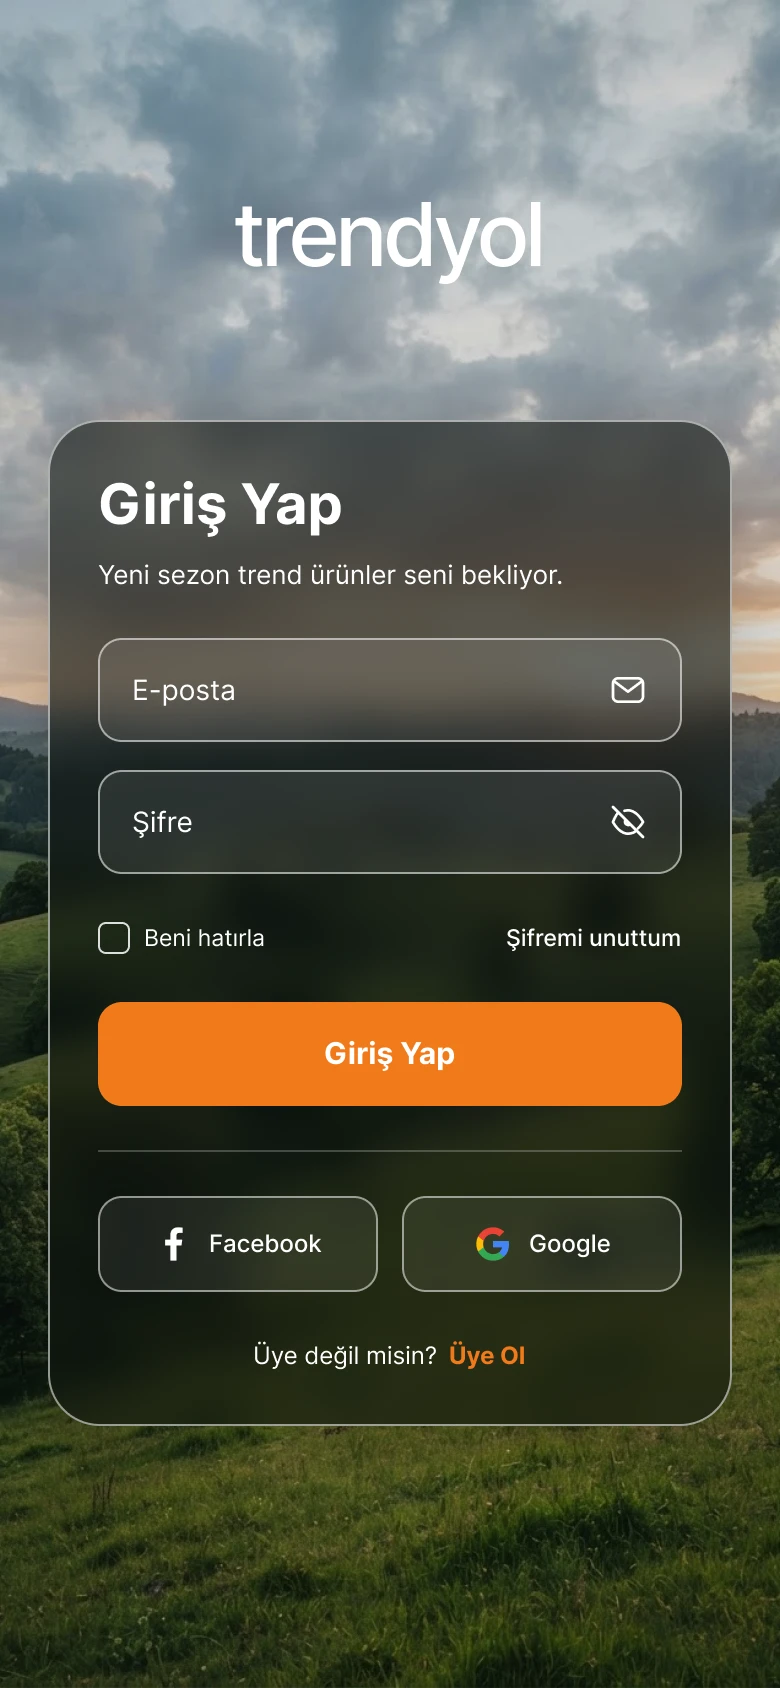 trendyol
Giriş Yap
Yeni sezon trend ürünler seni bekliyor.
E-posta
Şifre
Beni hatırla Şifremi unuttum
Giriş Yap
Facebook Google
Üye değil misin? Üye Ol